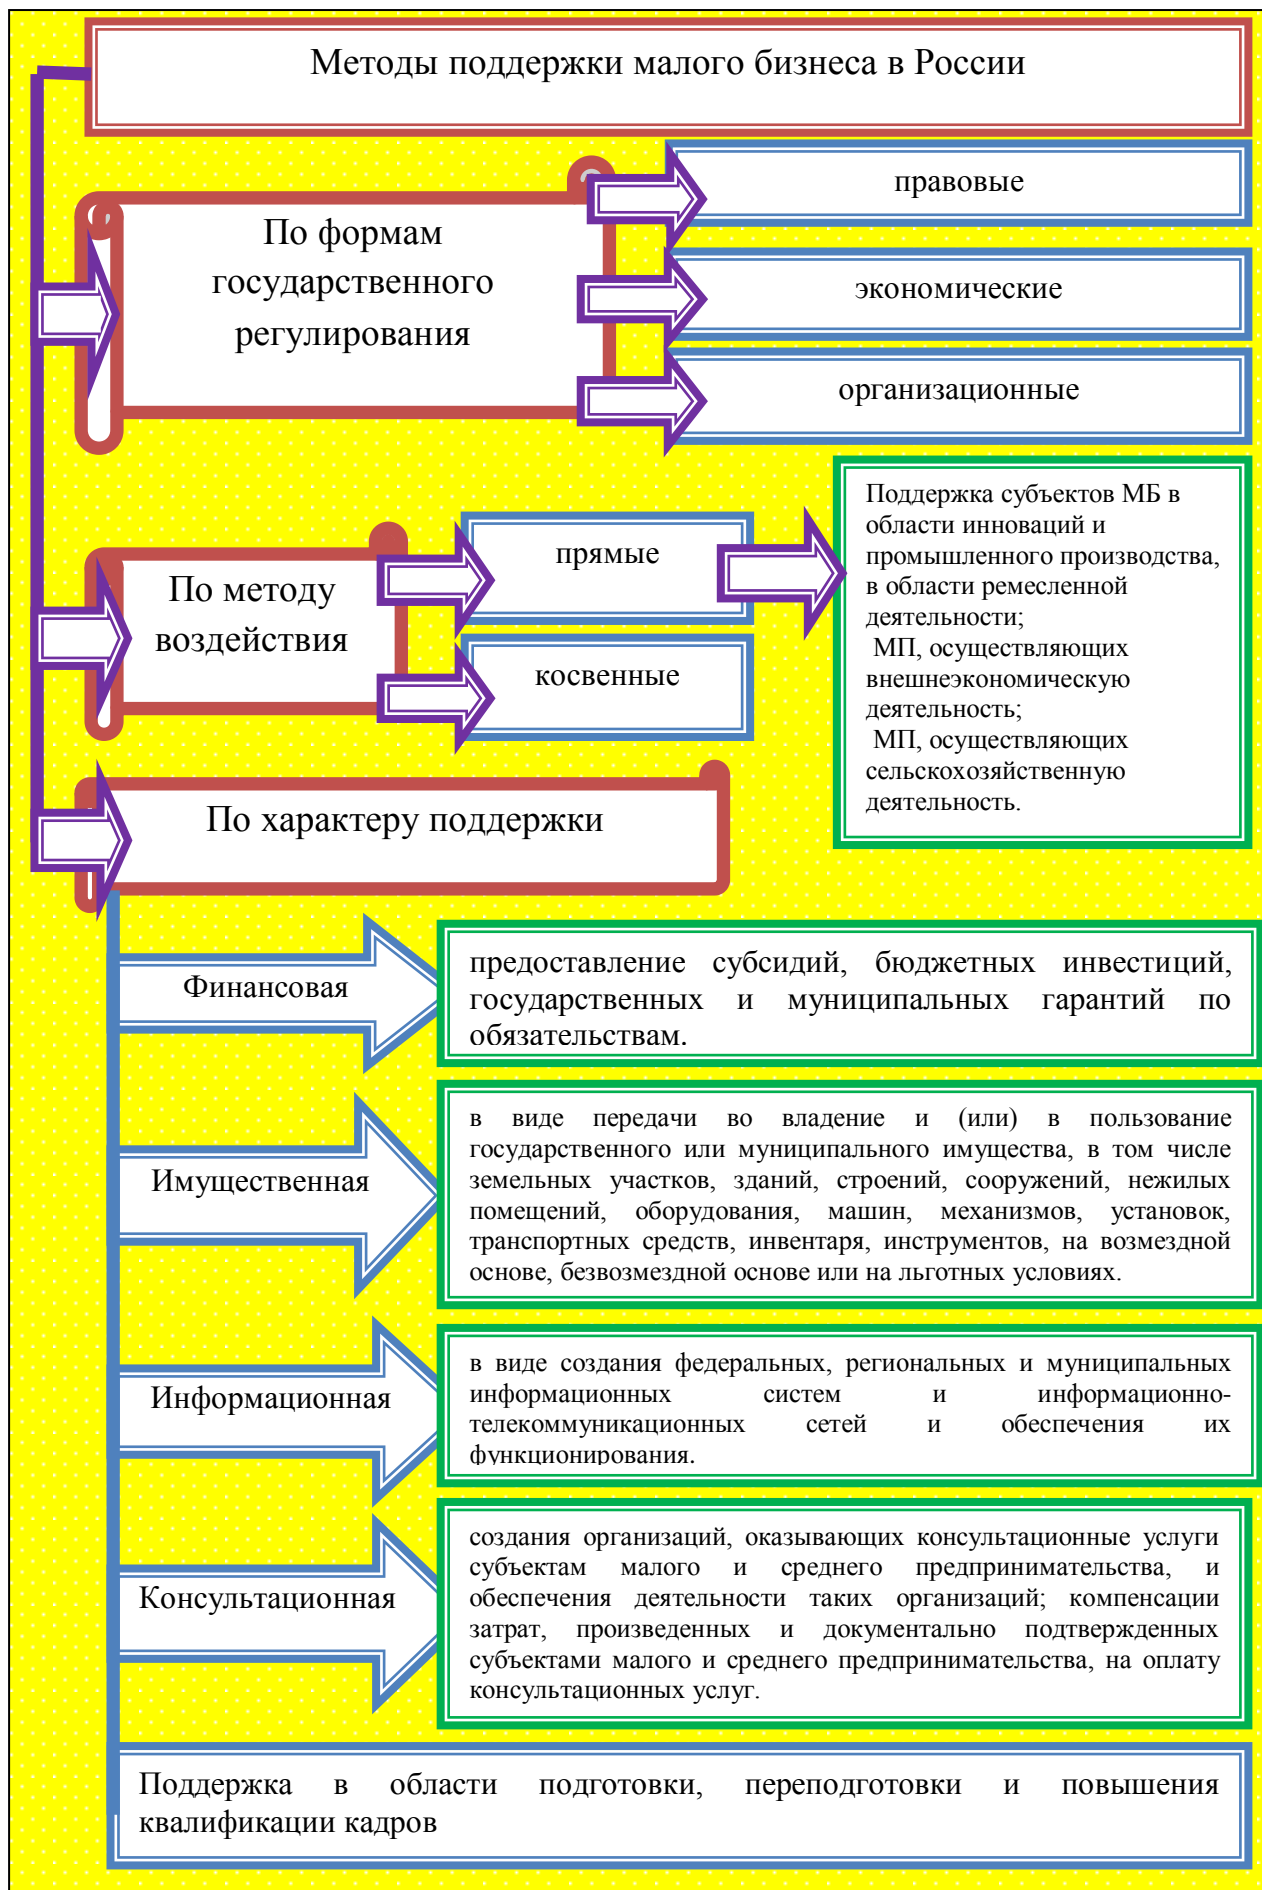 Методы поддержки малого бизнеса в России
По формам
государственного
регулирования
правовые
экономические
организационные
По методу
воздействия
прямые
косвенные
Поддержка субъектов МБ в
области инноваций и
промышленного производства,
в области ремесленной
деятельности;
МП, осуществляющих
внешнеэкономическую
деятельность;
МП, осуществляющих
сельскохозяйственную
деятельность.
По характеру поддержки
Финансовая
предоставление субсидий, бюджетных инвестиций,
государственных и муниципальных гарантий по
обязательствам.
Имущественная
в виде передачи во владение и (или) в пользование
государственного или муниципального имущества, в том числе
земельных участков, зданий, строений, сооружений, нежилых
помещений, оборудования, машин, механизмов, установок,
транспортных средств, инвентаря, инструментов, на возмездной
основе, безвозмездной основе или на льготных условиях.
Информационная
в виде создания федеральных, региональных и муниципальных
информационных систем и информационно-
телекоммуникационных сетей и обеспечения их
функционирования.
Консультационная
создания организаций, оказывающих консультационные услуги
субъектам малого и среднего предпринимательства, и
обеспечения деятельности таких организаций; компенсации
затрат, произведенных и документально подтвержденных
субъектами малого и среднего предпринимательства, на оплату
консультационных услуг.
Поддержка в области подготовки, переподготовки и повышения
квалификации кадров